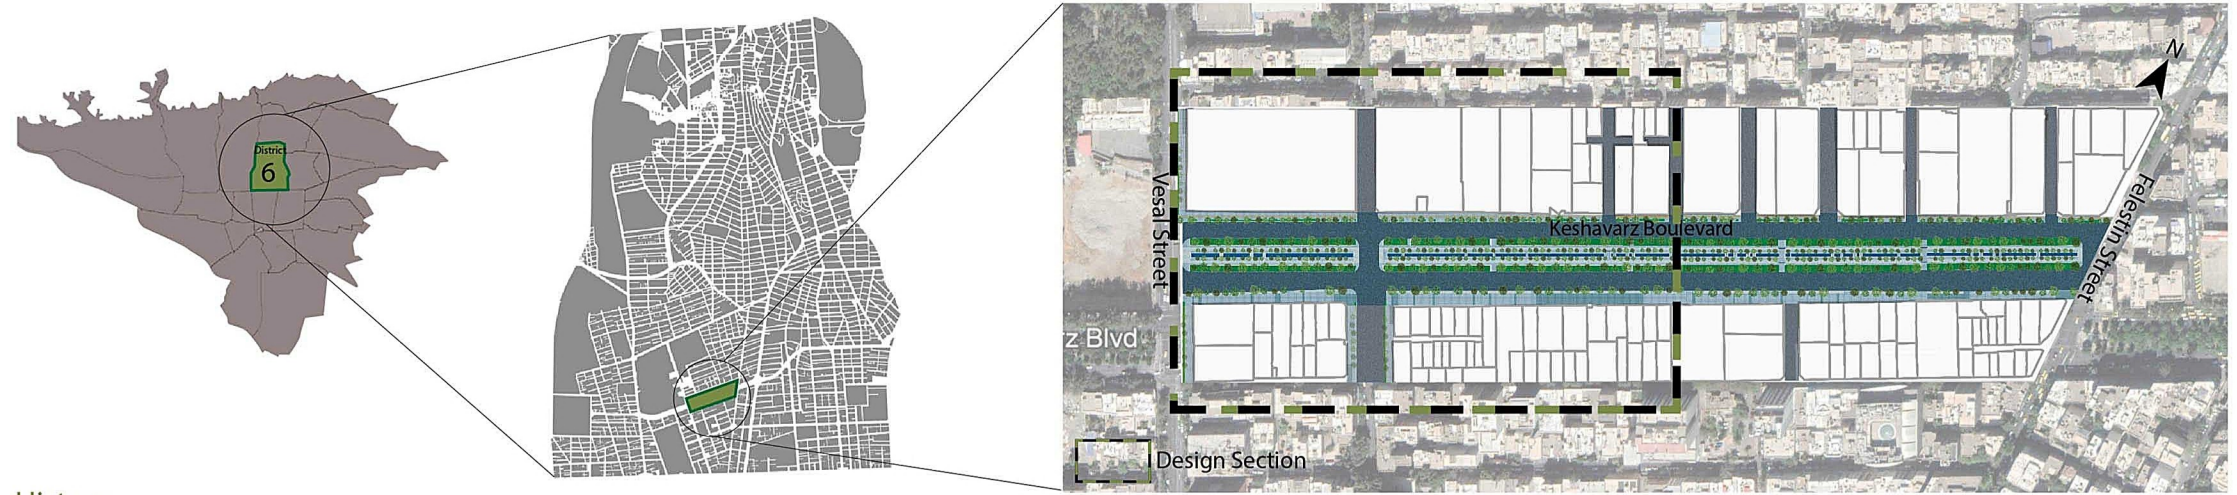 District
6
N
Vesal Street
Keshavarz Boulevard
Felestin Street
z Blvd
Design Section